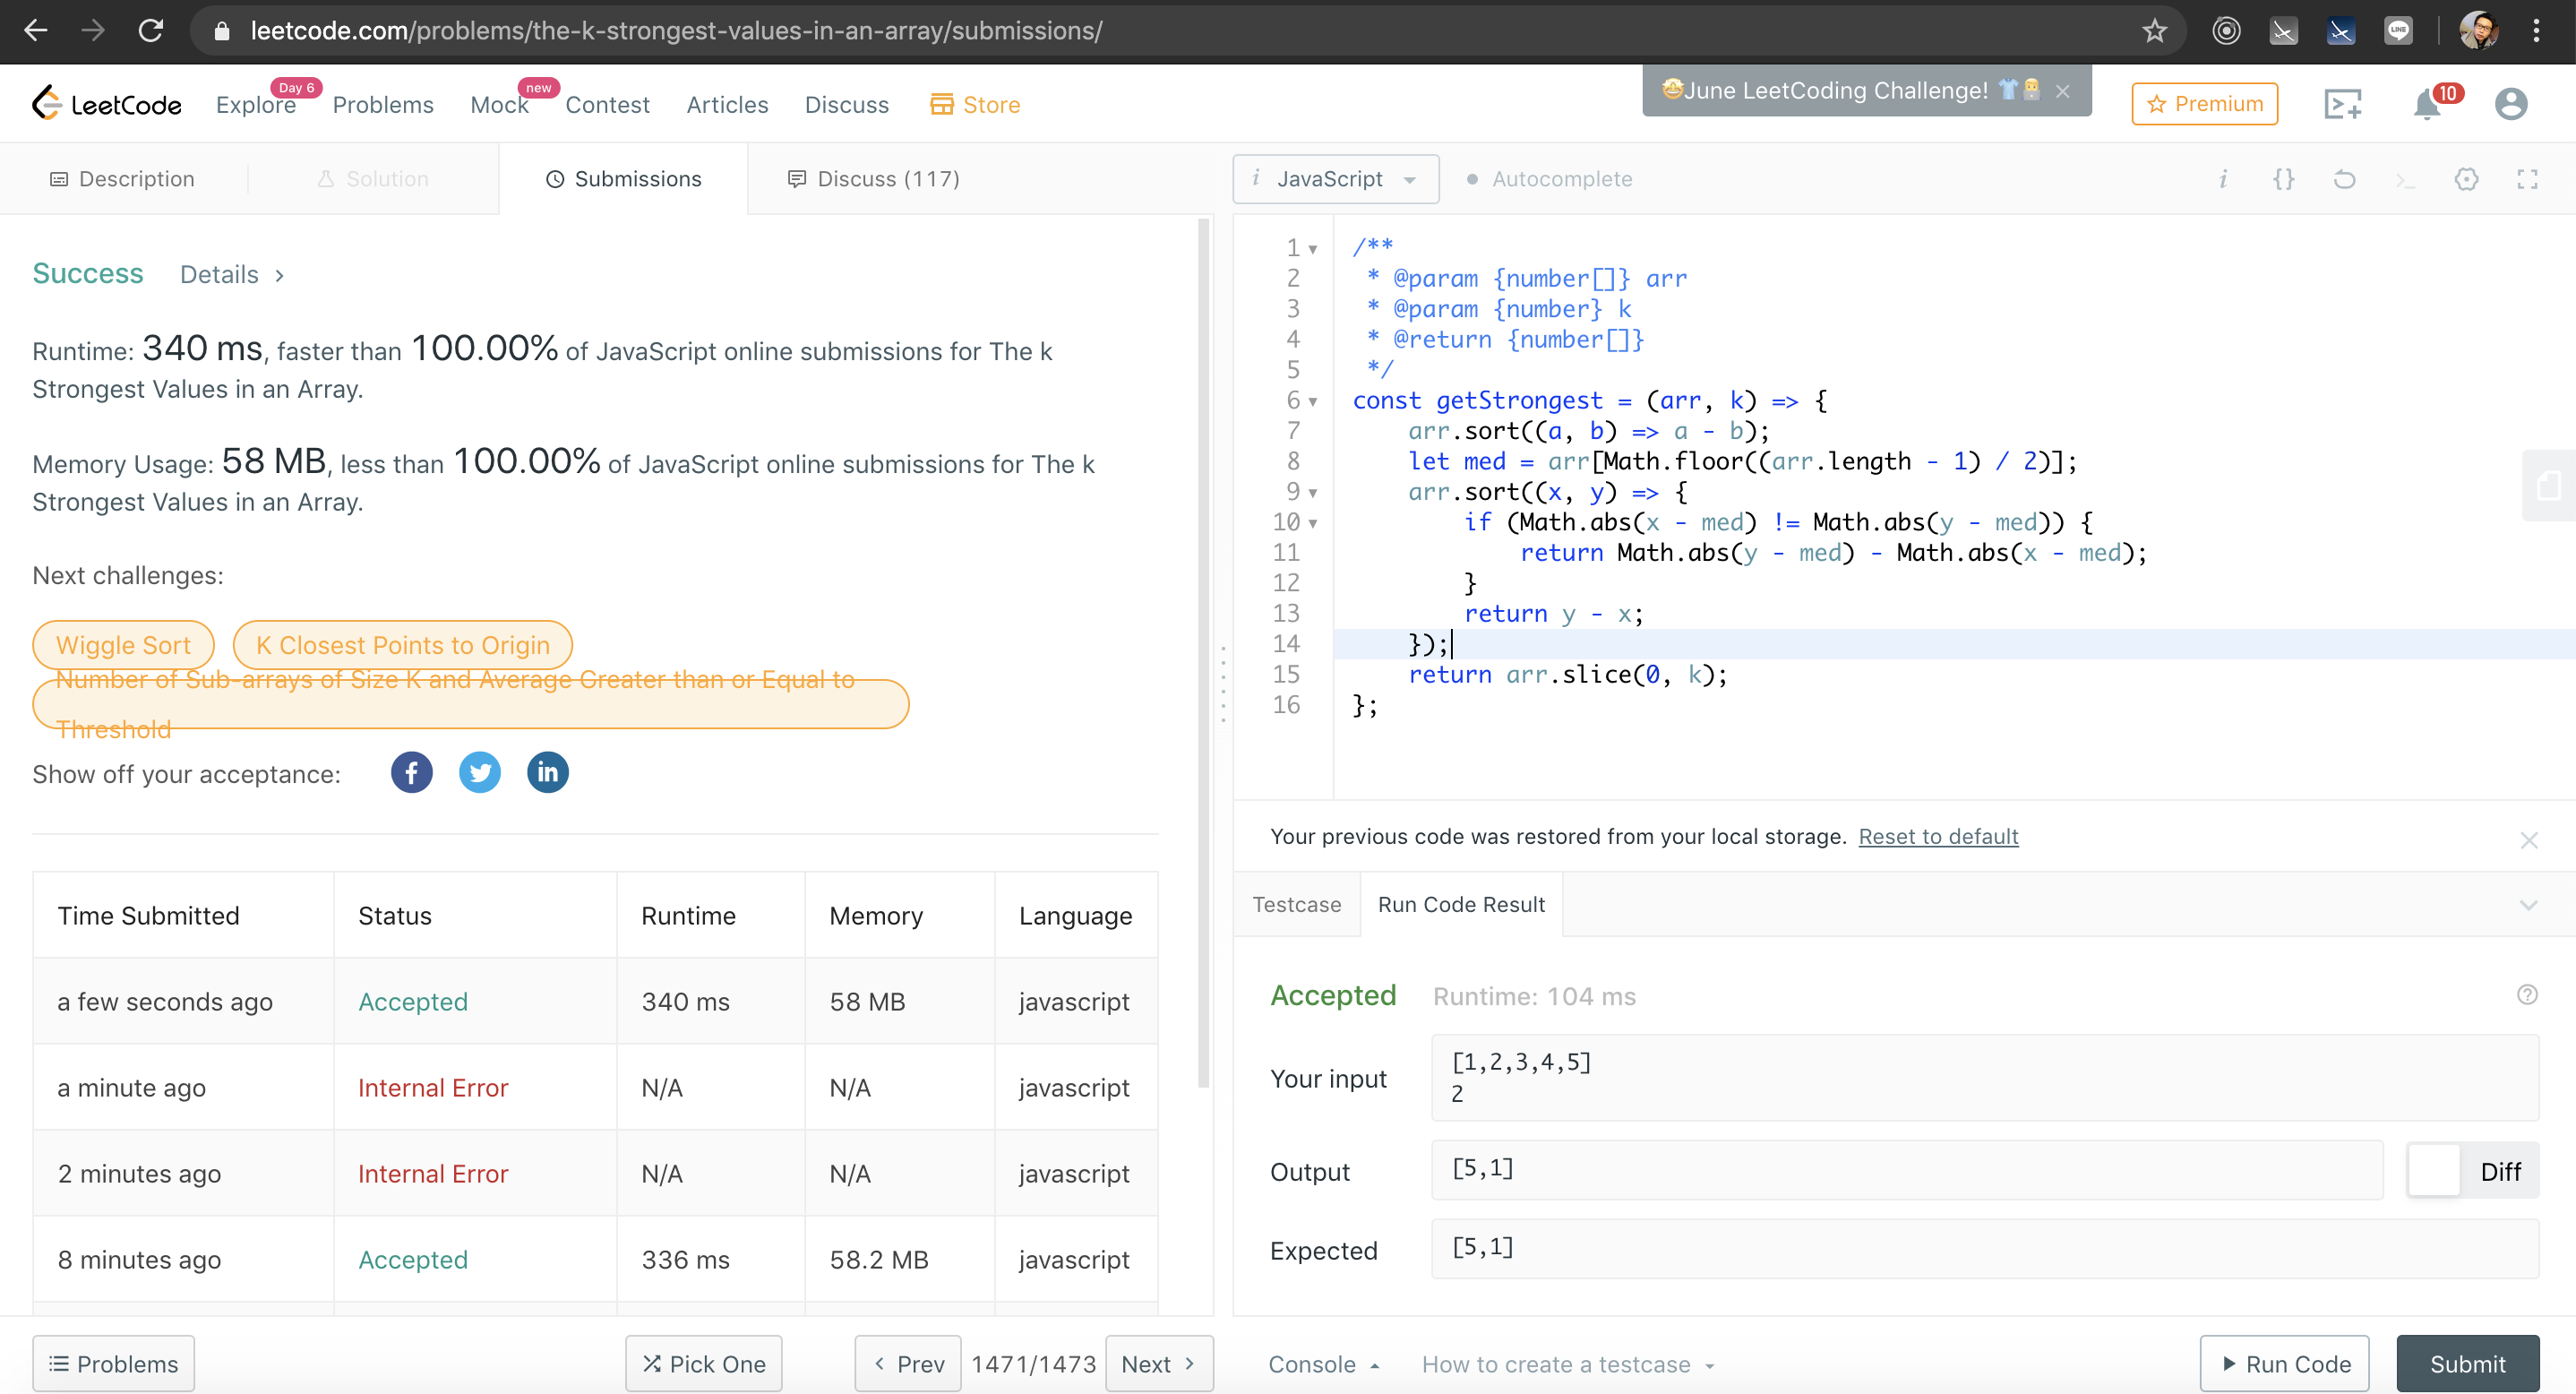 leetcode.com/problems/the-k-strongest-values-in-an-array/submissions/
LINE
LeetCode
Explore
Day 6
Problems
Mock
new
Contest
Articles
Discuss
Store
June LeetCoding Challenge!
Premium
10
Description
Solution
Submissions
Discuss (117)
i JavaScript
Autocomplete
i {}
Success Details
Runtime: 340 ms, faster than 100.00% of JavaScript online submissions for The k
Strongest Values in an Array.
Memory Usage: 58 MB, less than 100.00% of JavaScript online submissions for The k
Strongest Values in an Array.
Next challenges:
Wiggle Sort
K Closest Points to Origin
Number of Sub-arrays of Size K and Average Greater than or Equal to
Threshold
Show off your acceptance:
f
in
Time Submitted Status Runtime Memory Language
a few seconds ago Accepted 340 ms 58 MB javascript
a minute ago Internal Error N/A N/A javascript
2 minutes ago Internal Error N/A N/A javascript
8 minutes ago Accepted 336 ms 58.2 MB javascript
Problems
Pick One
Prev
1471/1473
Next
1 /**
2  * @param {number[]} arr
3  * @param {number} k
4  * @return {number[]}
5  */
6 const getStrongest = (arr, k) => {
7     arr.sort((a, b) => a - b);
8     let med = arr[Math.floor((arr.length - 1) / 2)];
9     arr.sort((x, y) => {
10         if (Math.abs(x - med) != Math.abs(y - med)) {
11             return Math.abs(y - med) - Math.abs(x - med);
12         }
13         return y - x;
14     });
15     return arr.slice(0, k);
16 };
Your previous code was restored from your local storage. Reset to default
Testcase
Run Code Result
Accepted Runtime: 104 ms
Your input
[1,2,3,4,5]
2
Output
[5,1]
Diff
Expected
[5,1]
Console
How to create a testcase
Run Code
Submit